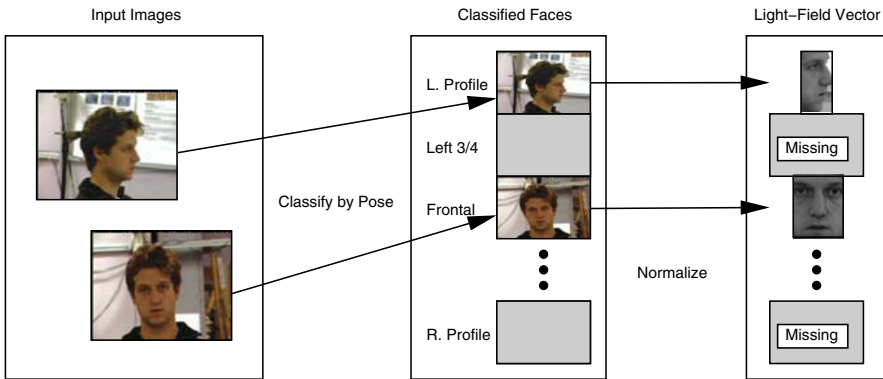 Input Images
Classified Faces
Light–Field Vector
L. Profile
Left 3/4
Missing
Classify by Pose
Frontal
Normalize
R. Profile
Missing